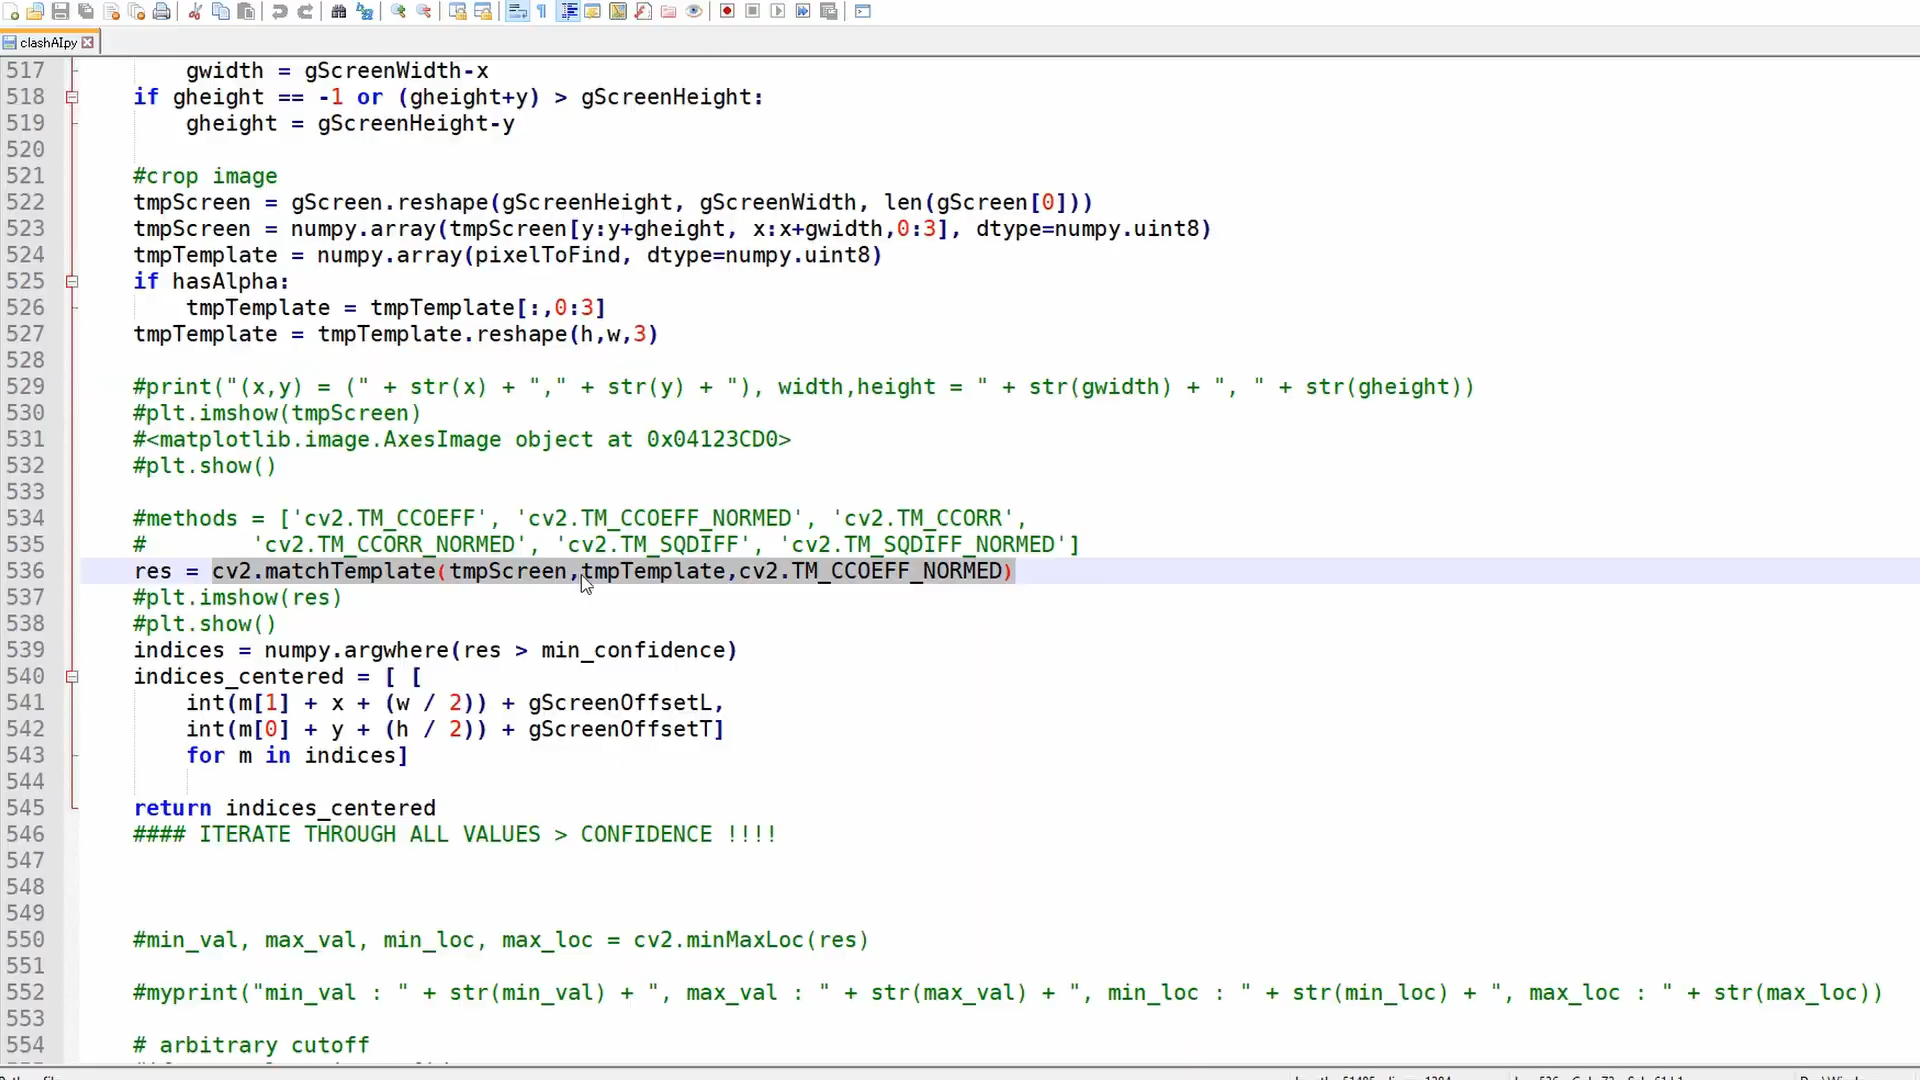 clashAIpy
517 gwidth = gScreenWidth-x
518 if gheight == -1 or (gheight+y) > gScreenHeight:
519 gheight = gScreenHeight-y
520
521 #crop image
522 tmpScreen = gScreen.reshape(gScreenHeight, gScreenWidth, len(gScreen[0]))
523 tmpScreen = numpy.array(tmpScreen[y:y+gheight, x:x+gwidth,0:3], dtype=numpy.uint8)
524 tmpTemplate = numpy.array(pixelToFind, dtype=numpy.uint8)
525 if hasAlpha:
526 tmpTemplate = tmpTemplate[:,0:3]
527 tmpTemplate = tmpTemplate.reshape(h,w,3)
528
529 #print("(x,y) = (" + str(x) + "," + str(y) + "), width,height = " + str(gwidth) + ", " + str(gheight))
530 #plt.imshow(tmpScreen)
531 #<matplotlib.image.AxesImage object at 0x04123CD0>
532 #plt.show()
533
534 #methods = ['cv2.TM_CCOEFF', 'cv2.TM_CCOEFF_NORMED', 'cv2.TM_CCORR',
535 # 'cv2.TM_CCORR_NORMED', 'cv2.TM_SQDIFF', 'cv2.TM_SQDIFF_NORMED']
536 res = cv2.matchTemplate(tmpScreen,tmpTemplate,cv2.TM_CCOEFF_NORMED)
537 #plt.imshow(res)
538 #plt.show()
539 indices = numpy.argwhere(res > min_confidence)
540 indices_centered = [ [
541 int(m[1] + x + (w / 2)) + gScreenOffsetL,
542 int(m[0] + y + (h / 2)) + gScreenOffsetT]
543 for m in indices]
544
545 return indices_centered
546 #### ITERATE THROUGH ALL VALUES > CONFIDENCE !!!!
547
548
549
550 #min_val, max_val, min_loc, max_loc = cv2.minMaxLoc(res)
551
552 #myprint("min_val : " + str(min_val) + ", max_val : " + str(max_val) + ", min_loc : " + str(min_loc) + ", max_loc : " + str(max_loc))
553
554 # arbitrary cutoff